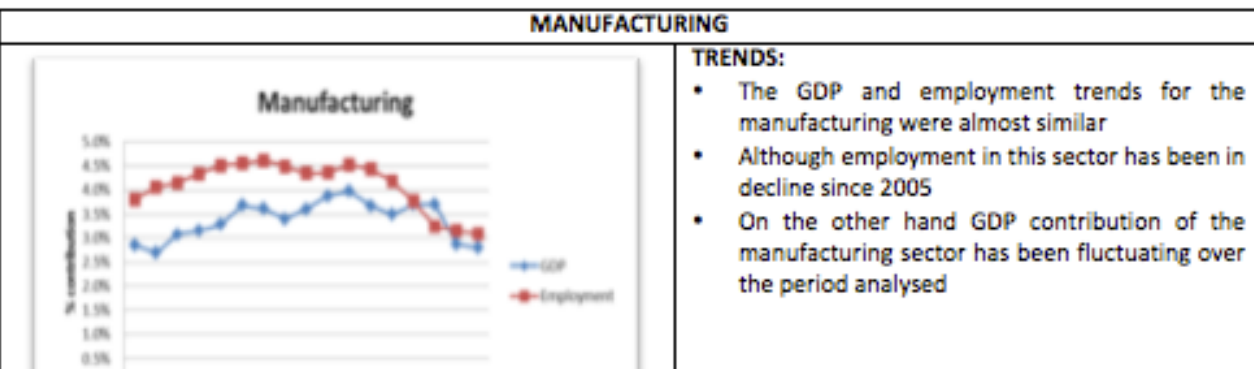 MANUFACTURING
Manufacturing
5.0%
4.5%
4.0%
3.5%
3.0%
2.5%
2.0%
1.5%
1.0%
0.5%
% contribution
GDP
Employment
TRENDS:
• The GDP and employment trends for the
manufacturing were almost similar
• Although employment in this sector has been in
decline since 2005
• On the other hand GDP contribution of the
manufacturing sector has been fluctuating over
the period analysed